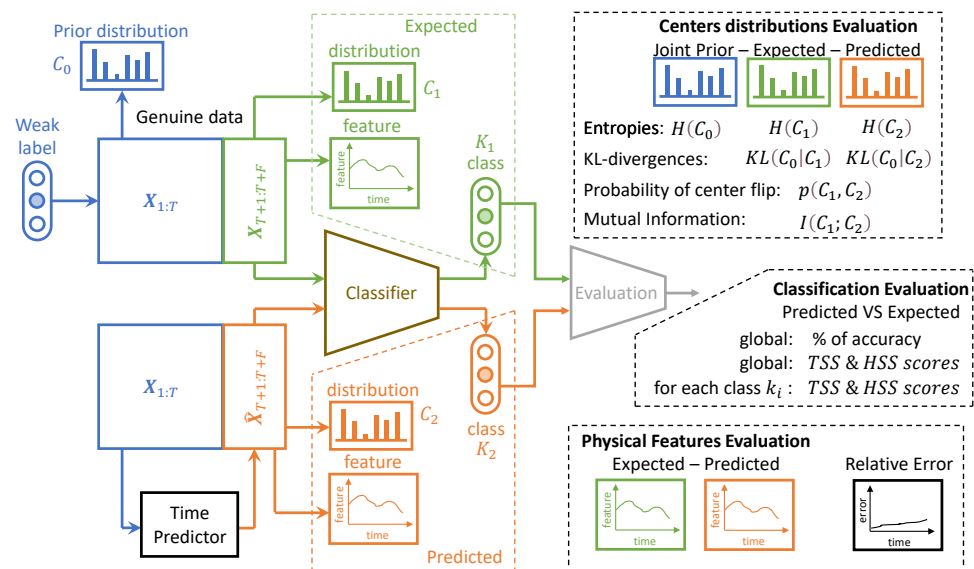 Prior distribution
C₀
Genuine data
Weak
label
X₁:T
X_T+1:T+F
Expected
distribution
C₁
feature
feature
time
K₁
class
Classifier
Evaluation
X₁:T
X̂_T+1:T+F
Time
Predictor
distribution
C₂
feature
feature
time
Predicted
class
K₂
Centers distributions Evaluation
Joint Prior – Expected – Predicted
Entropies: H(C₀) H(C₁) H(C₂)
KL-divergences: KL(C₀|C₁) KL(C₀|C₂)
Probability of center flip: p(C₁, C₂)
Mutual Information: I(C₁; C₂)
Classification Evaluation
Predicted VS Expected
global: % of accuracy
global: TSS & HSS scores
for each class kᵢ : TSS & HSS scores
Physical Features Evaluation
Expected – Predicted
Relative Error
feature
time
feature
time
error
time